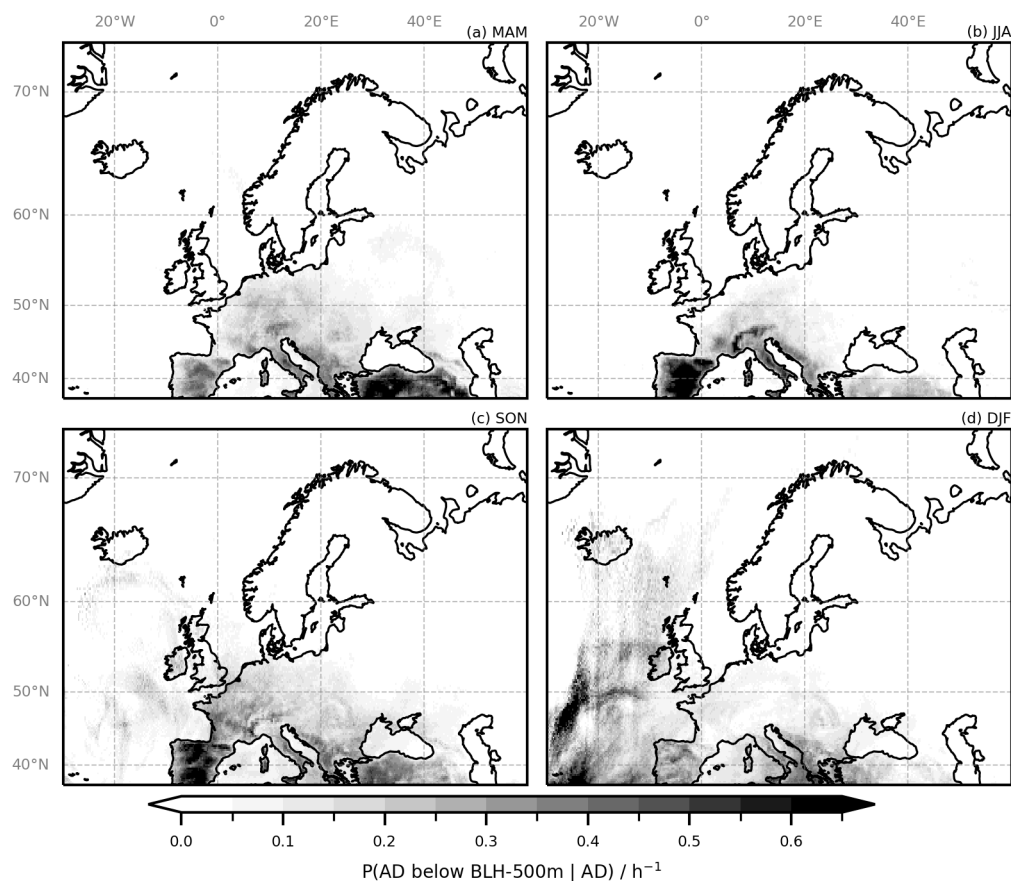 20°W 0° 20°E 40°E 20°W 0° 20°E 40°E
(a) MAM (b) JJA
70°N
60°N
50°N
40°N
(c) SON (d) DJF
70°N
60°N
50°N
40°N
0.0 0.1 0.2 0.3 0.4 0.5 0.6
P(AD below BLH-500m | AD) / h⁻¹